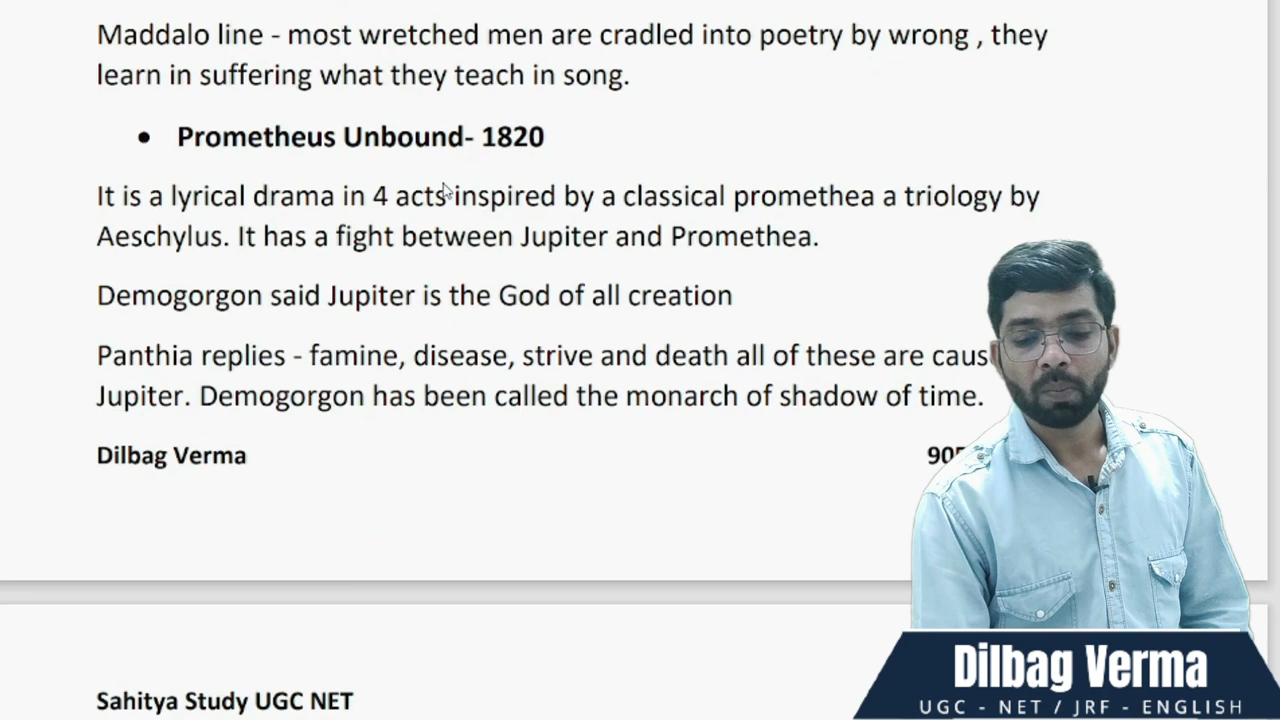 Maddalo line - most wretched men are cradled into poetry by wrong , they
learn in suffering what they teach in song.
• Prometheus Unbound- 1820
It is a lyrical drama in 4 acts inspired by a classical promethea a triology by
Aeschylus. It has a fight between Jupiter and Promethea.
Demogorgon said Jupiter is the God of all creation
Panthia replies - famine, disease, strive and death all of these are caus
Jupiter. Demogorgon has been called the monarch of shadow of time.
Dilbag Verma 905
Sahitya Study UGC NET
Dilbag Verma
UGC - NET / JRF - ENGLISH